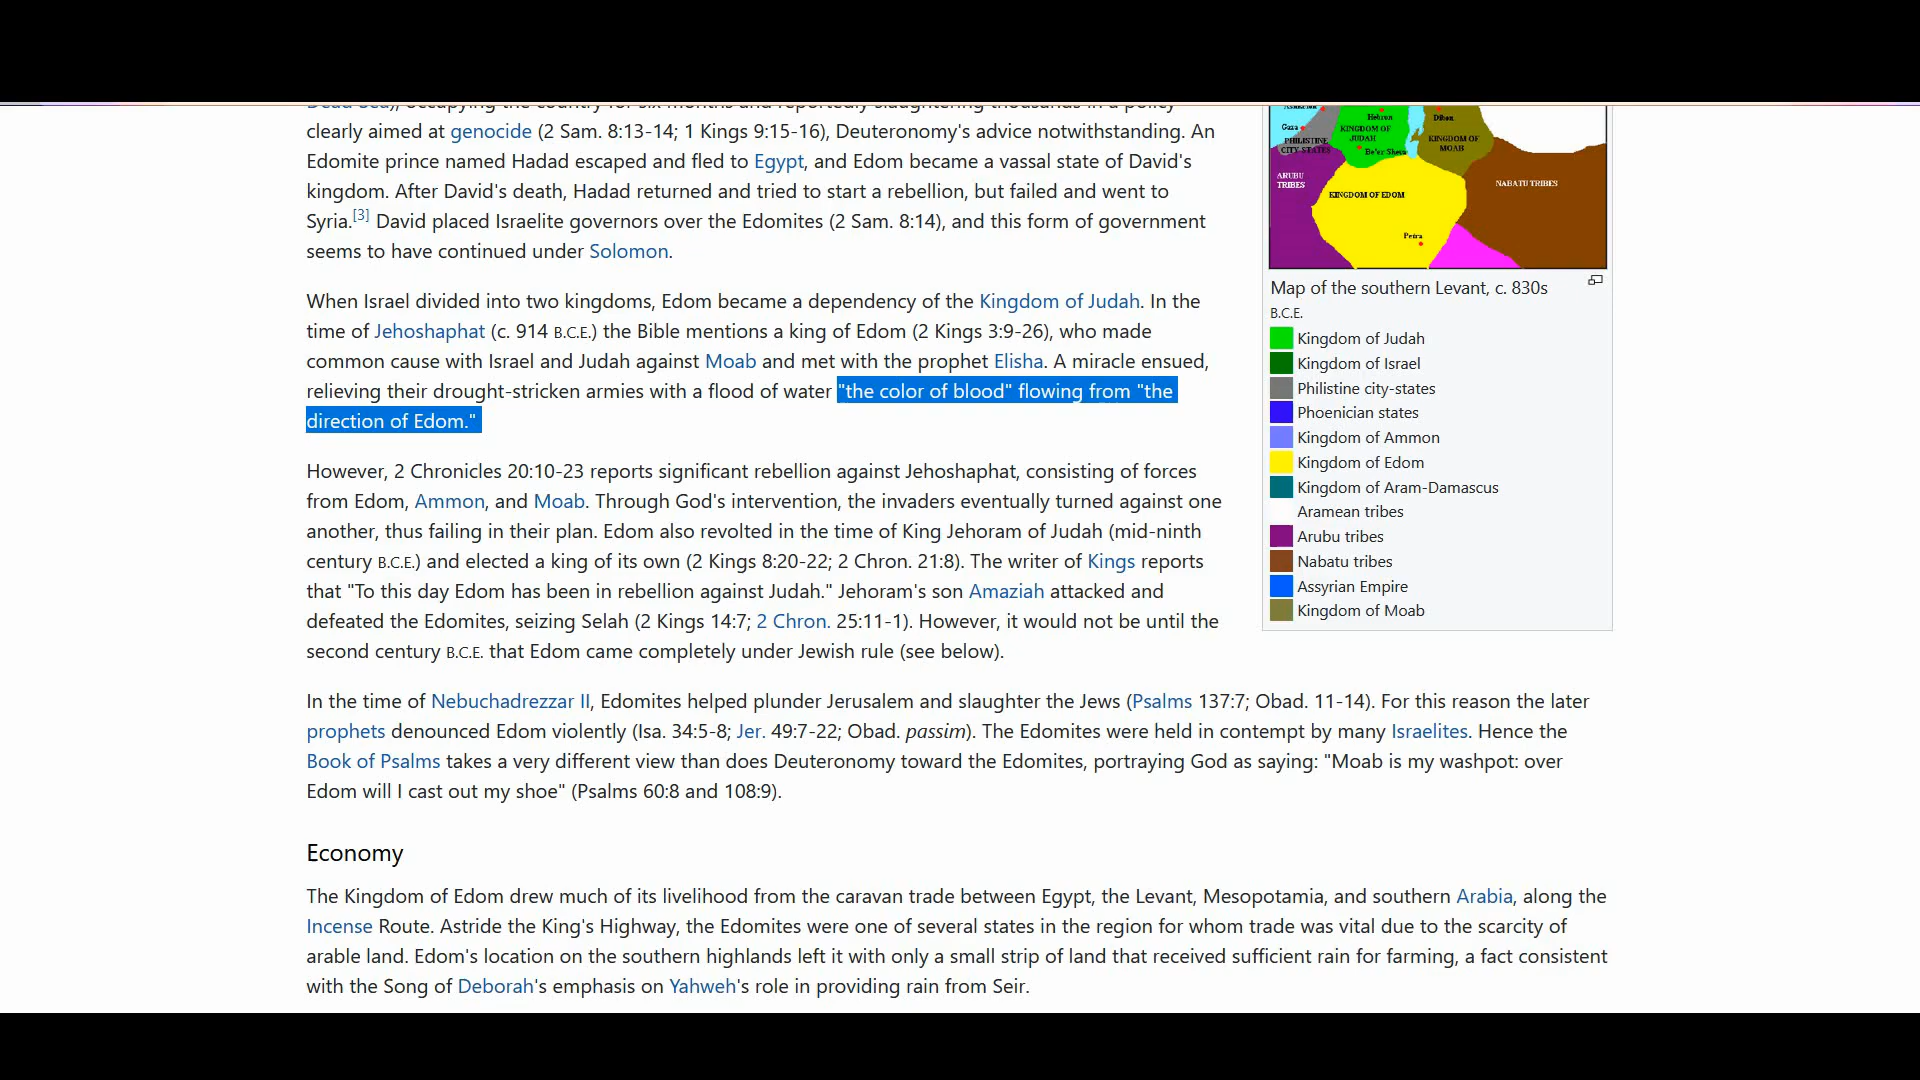 Dead Sea), occupying the country for six months and reportedly slaughtering thousands in a policy
clearly aimed at genocide (2 Sam. 8:13-14; 1 Kings 9:15-16), Deuteronomy's advice notwithstanding. An
Edomite prince named Hadad escaped and fled to Egypt, and Edom became a vassal state of David's
kingdom. After David's death, Hadad returned and tried to start a rebellion, but failed and went to
Syria.[3] David placed Israelite governors over the Edomites (2 Sam. 8:14), and this form of government
seems to have continued under Solomon.
When Israel divided into two kingdoms, Edom became a dependency of the Kingdom of Judah. In the
time of Jehoshaphat (c. 914 B.C.E.) the Bible mentions a king of Edom (2 Kings 3:9-26), who made
common cause with Israel and Judah against Moab and met with the prophet Elisha. A miracle ensued,
relieving their drought-stricken armies with a flood of water "the color of blood" flowing from "the
direction of Edom."
However, 2 Chronicles 20:10-23 reports significant rebellion against Jehoshaphat, consisting of forces
from Edom, Ammon, and Moab. Through God's intervention, the invaders eventually turned against one
another, thus failing in their plan. Edom also revolted in the time of King Jehoram of Judah (mid-ninth
century B.C.E.) and elected a king of its own (2 Kings 8:20-22; 2 Chron. 21:8). The writer of Kings reports
that "To this day Edom has been in rebellion against Judah." Jehoram's son Amaziah attacked and
defeated the Edomites, seizing Selah (2 Kings 14:7; 2 Chron. 25:11-1). However, it would not be until the
second century B.C.E. that Edom came completely under Jewish rule (see below).
In the time of Nebuchadrezzar II, Edomites helped plunder Jerusalem and slaughter the Jews (Psalms 137:7; Obad. 11-14). For this reason the later
prophets denounced Edom violently (Isa. 34:5-8; Jer. 49:7-22; Obad. passim). The Edomites were held in contempt by many Israelites. Hence the
Book of Psalms takes a very different view than does Deuteronomy toward the Edomites, portraying God as saying: "Moab is my washpot: over
Edom will I cast out my shoe" (Psalms 60:8 and 108:9).
Economy
The Kingdom of Edom drew much of its livelihood from the caravan trade between Egypt, the Levant, Mesopotamia, and southern Arabia, along the
Incense Route. Astride the King's Highway, the Edomites were one of several states in the region for whom trade was vital due to the scarcity of
arable land. Edom's location on the southern highlands left it with only a small strip of land that received sufficient rain for farming, a fact consistent
with the Song of Deborah's emphasis on Yahweh's role in providing rain from Seir.
Hebron
Dibon
Gaza
KINGDOM OF
JUDAH
PHILISTINE
CITY-STATES
Be'er Sheva
KINGDOM OF
MOAB
ARUBU
TRIBES
KINGDOM OF EDOM
NABATU TRIBES
Petra
Map of the southern Levant, c. 830s
B.C.E.
Kingdom of Judah
Kingdom of Israel
Philistine city-states
Phoenician states
Kingdom of Ammon
Kingdom of Edom
Kingdom of Aram-Damascus
Aramean tribes
Arubu tribes
Nabatu tribes
Assyrian Empire
Kingdom of Moab